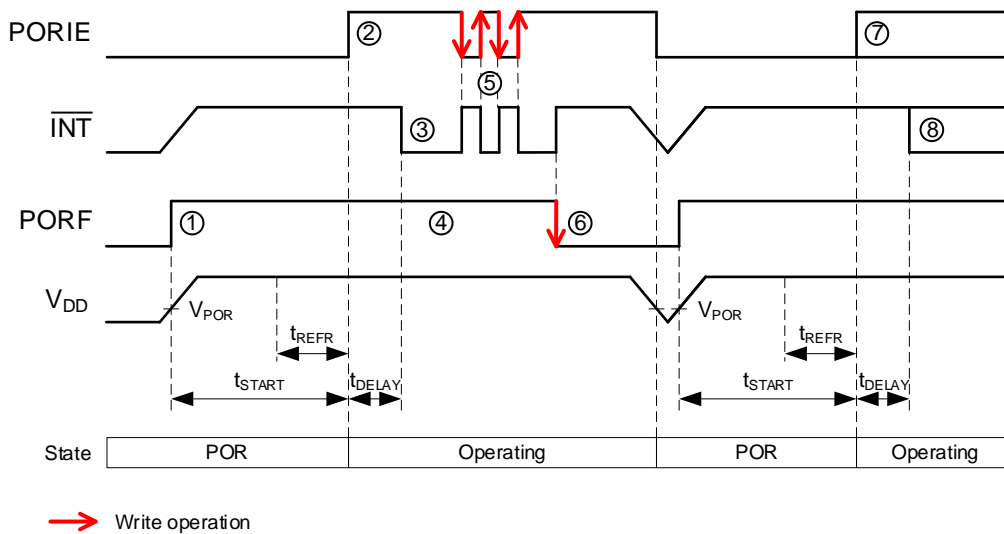 PORIE ② ⑦
⑤
INT ③ ⑧
PORF ① ④ ⑥
VDD VPOR VPOR
tREFR tREFR
tSTART tDELAY tSTART tDELAY
State POR Operating POR Operating
Write operation